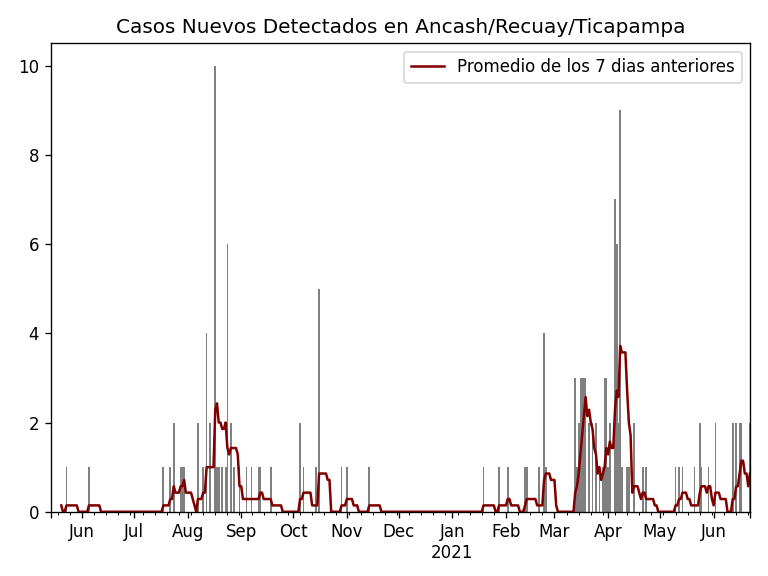 Casos Nuevos Detectados en Ancash/Recuay/Ticapampa
Promedio de los 7 dias anteriores
10
8
6
4
2
0
Jun Jul Aug Sep Oct Nov Dec Jan Feb Mar Apr May Jun
2021